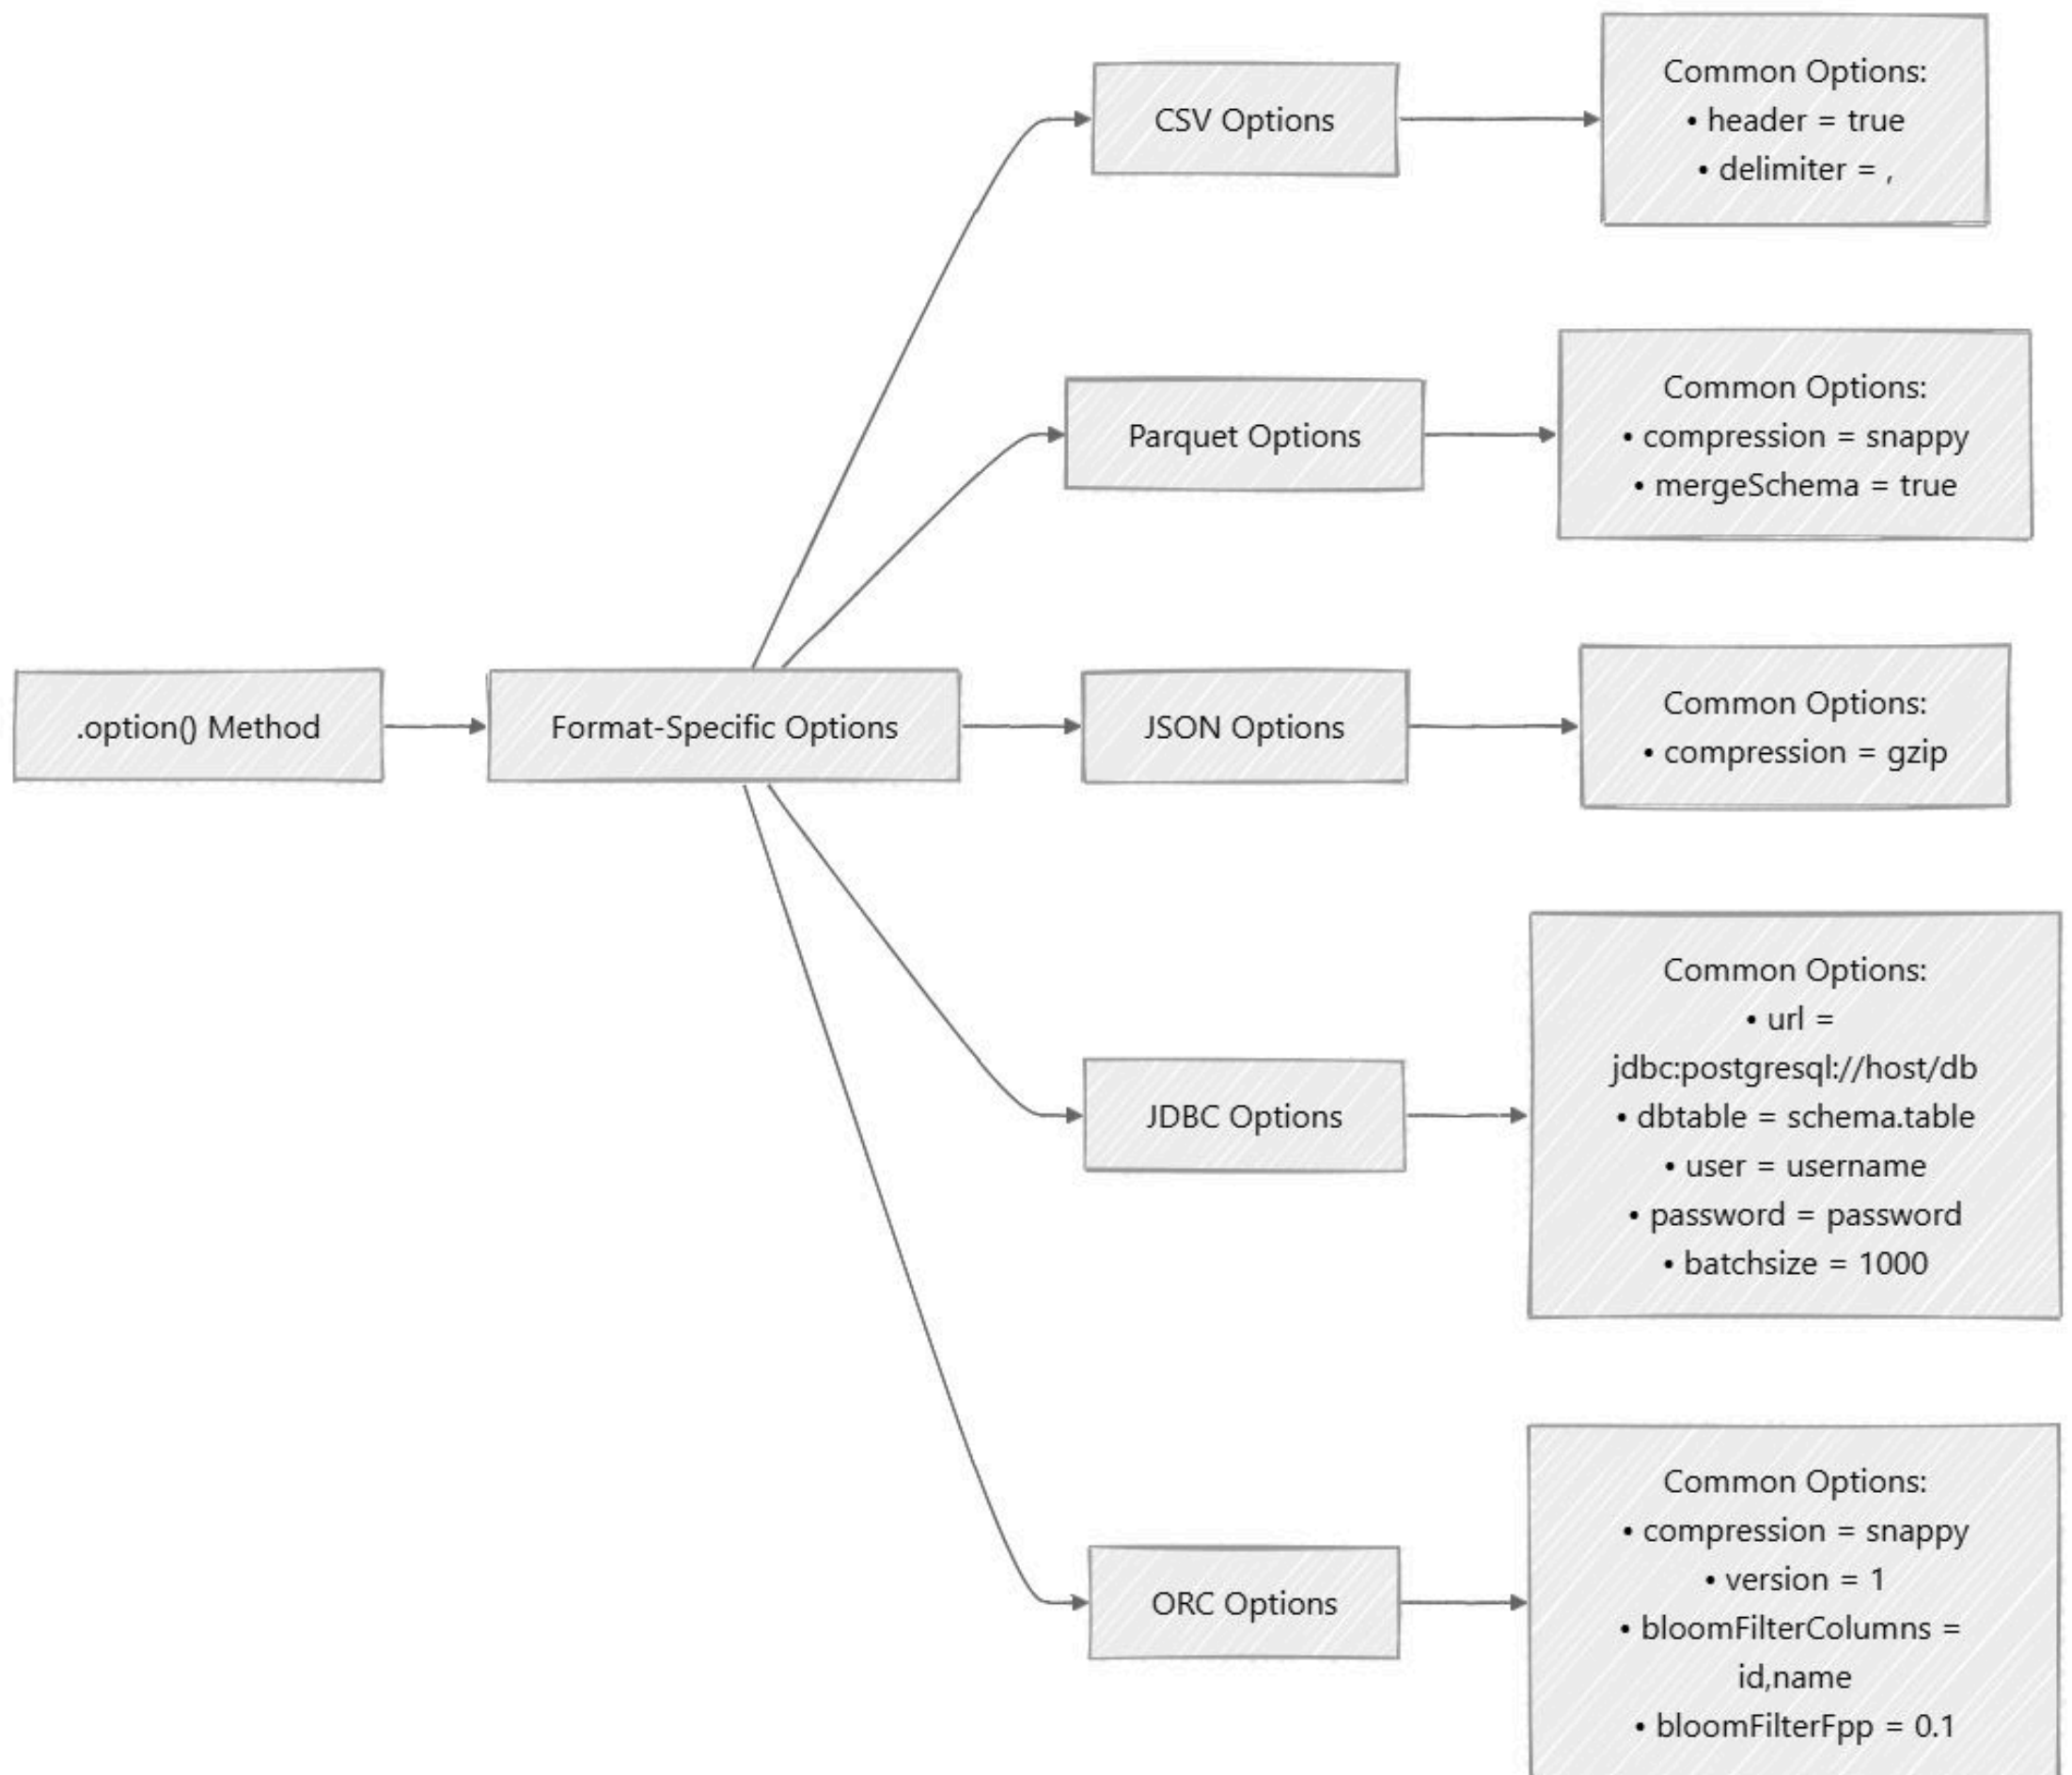 CSV Options
Common Options:
• header = true
• delimiter = ,
Parquet Options
Common Options:
• compression = snappy
• mergeSchema = true
.option() Method
Format-Specific Options
JSON Options
Common Options:
• compression = gzip
JDBC Options
Common Options:
• url =
jdbc:postgresql://host/db
• dbtable = schema.table
• user = username
• password = password
• batchsize = 1000
ORC Options
Common Options:
• compression = snappy
• version = 1
• bloomFilterColumns =
id,name
• bloomFilterFpp = 0.1